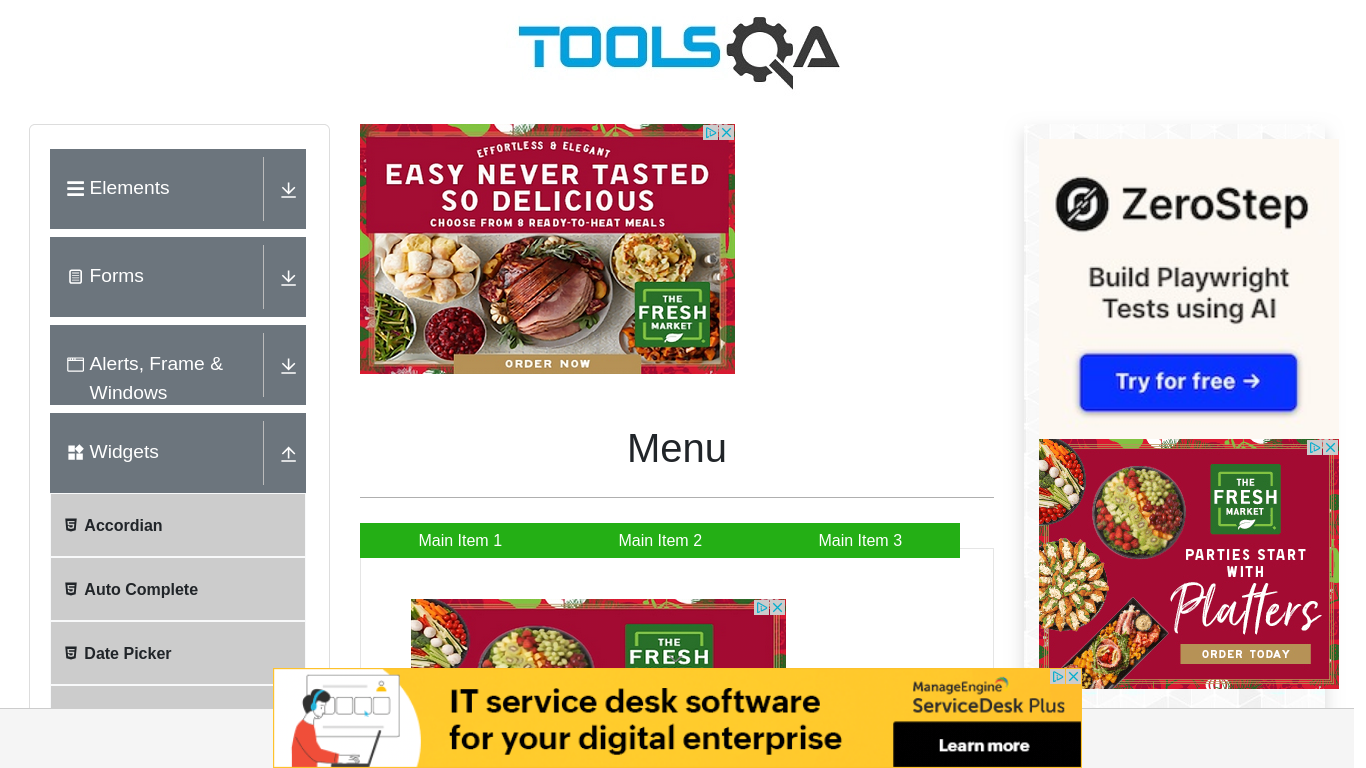 TOOLSQA
Elements
Forms
Alerts, Frame &
Windows
Widgets
Accordian
Auto Complete
Date Picker
EFFORTLESS & ELEGANT
EASY NEVER TASTED
SO DELICIOUS
CHOOSE FROM 8 READY-TO-HEAT MEALS
THE
FRESH
MARKET
ORDER NOW
Menu
Main Item 1
Main Item 2
Main Item 3
THE
FRESH
ZeroStep
Build Playwright
Tests using AI
Try for free →
THE
FRESH
MARKET
PARTIES START
WITH
Platters
ORDER TODAY
IT service desk software
for your digital enterprise
ManageEngine
ServiceDesk Plus
Learn more